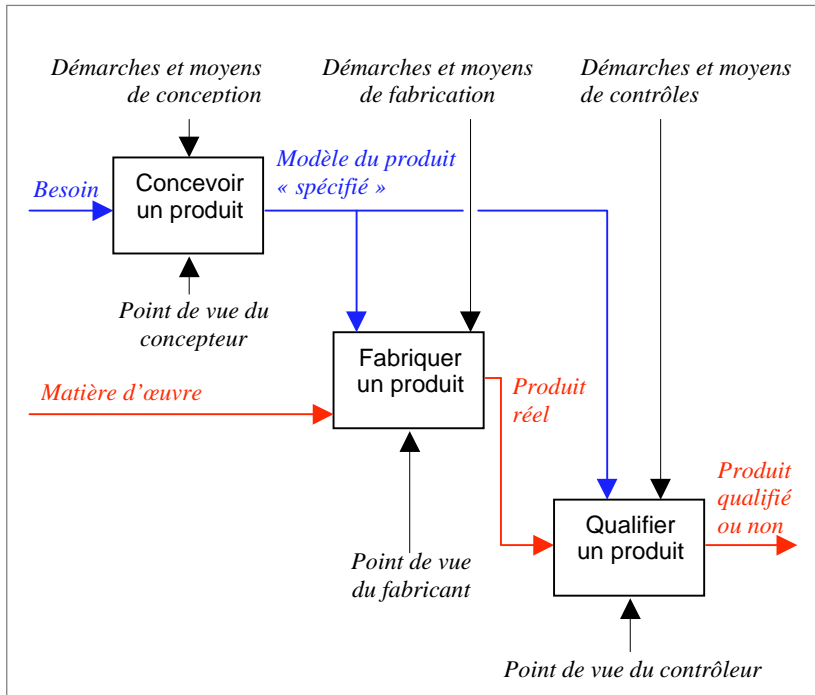 Démarches et moyens
de conception
Démarches et moyens
de fabrication
Démarches et moyens
de contrôles
Besoin
Concevoir
un produit
Modèle du produit
« spécifié »
Point de vue du
concepteur
Matière d'œuvre
Fabriquer
un produit
Produit
réel
Point de vue
du fabricant
Qualifier
un produit
Produit
qualifié
ou non
Point de vue du contrôleur